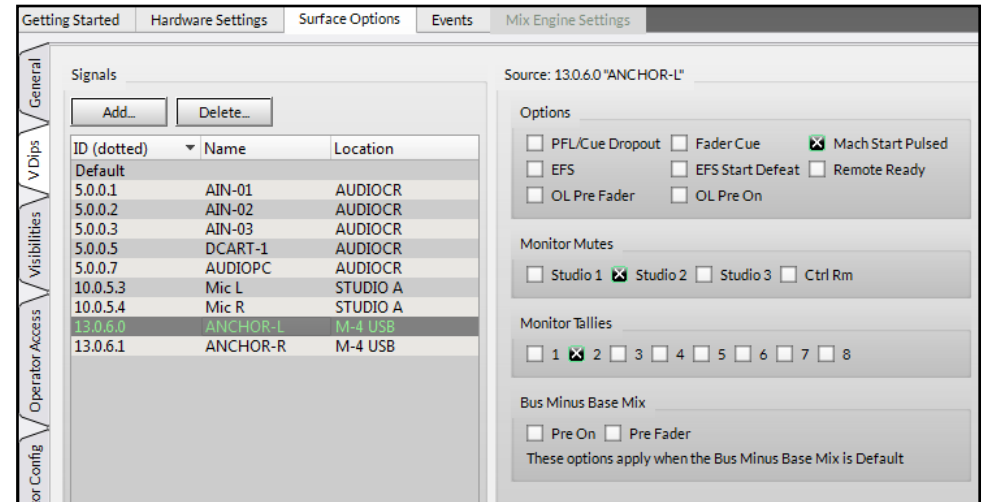 Getting Started Hardware Settings Surface Options Events Mix Engine Settings
General
V Dips
Visibilities
Operator Access
or Config
Signals
Add... Delete...
ID (dotted) Name Location
Default
5.0.0.1 AIN-01 AUDIOCR
5.0.0.2 AIN-02 AUDIOCR
5.0.0.3 AIN-03 AUDIOCR
5.0.0.5 DCART-1 AUDIOCR
5.0.0.7 AUDIOPC AUDIOCR
10.0.5.3 Mic L STUDIO A
10.0.5.4 Mic R STUDIO A
13.0.6.0 ANCHOR-L M-4 USB
13.0.6.1 ANCHOR-R M-4 USB
Source: 13.0.6.0 "ANCHOR-L"
Options
PFL/Cue Dropout Fader Cue Mach Start Pulsed
EFS EFS Start Defeat Remote Ready
OL Pre Fader OL Pre On
Monitor Mutes
Studio 1 Studio 2 Studio 3 Ctrl Rm
Monitor Tallies
1 2 3 4 5 6 7 8
Bus Minus Base Mix
Pre On Pre Fader
These options apply when the Bus Minus Base Mix is Default